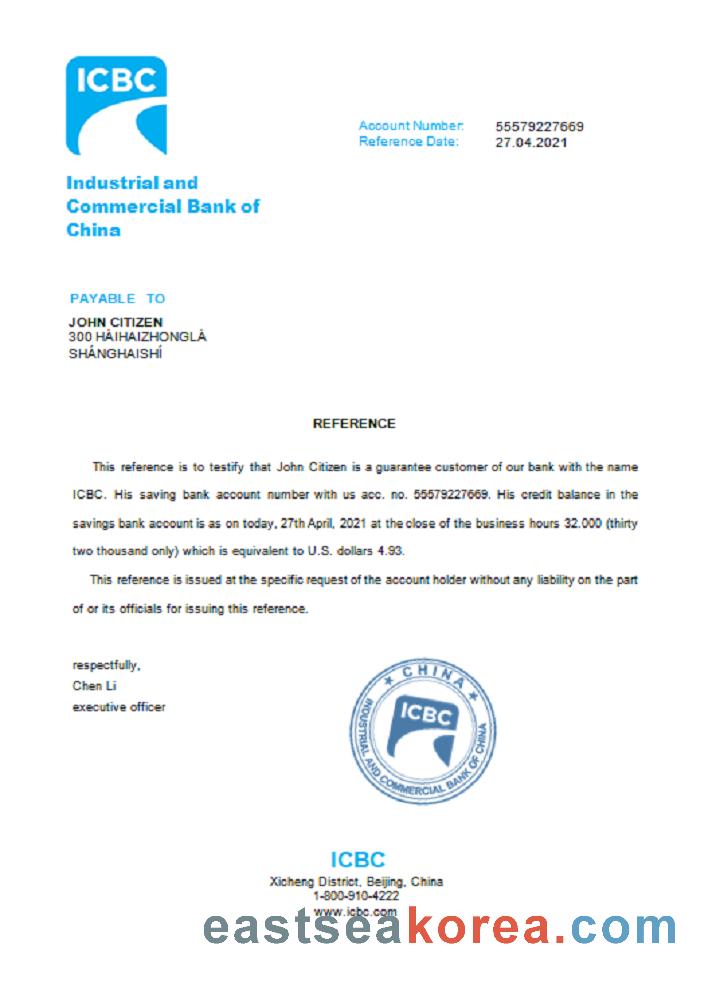 ICBC
Account Number: 55579227669
Reference Date: 27.04.2021
Industrial and
Commercial Bank of
China
PAYABLE TO
JOHN CITIZEN
300 HÀIHAIZHONGLÀ
SHÁNGHAISHÍ
REFERENCE
This reference is to testify that John Citizen is a guarantee customer of our bank with the name
ICBC. His saving bank account number with us acc. no. 55579227669. His credit balance in the
savings bank account is as on today, 27th April, 2021 at the close of the business hours 32.000 (thirty
two thousand only) which is equivalent to U.S. dollars 4.93.
This reference is issued at the specific request of the account holder without any liability on the part
of or its officials for issuing this reference.
respectfully,
Chen Li
executive officer
CHINA
ICBC
INDUSTRIAL AND COMMERCIAL BANK OF CHINA
ICBC
Xicheng District, Beijing, China
1-800-910-4222
www.icbc.com
eastseakorea.com